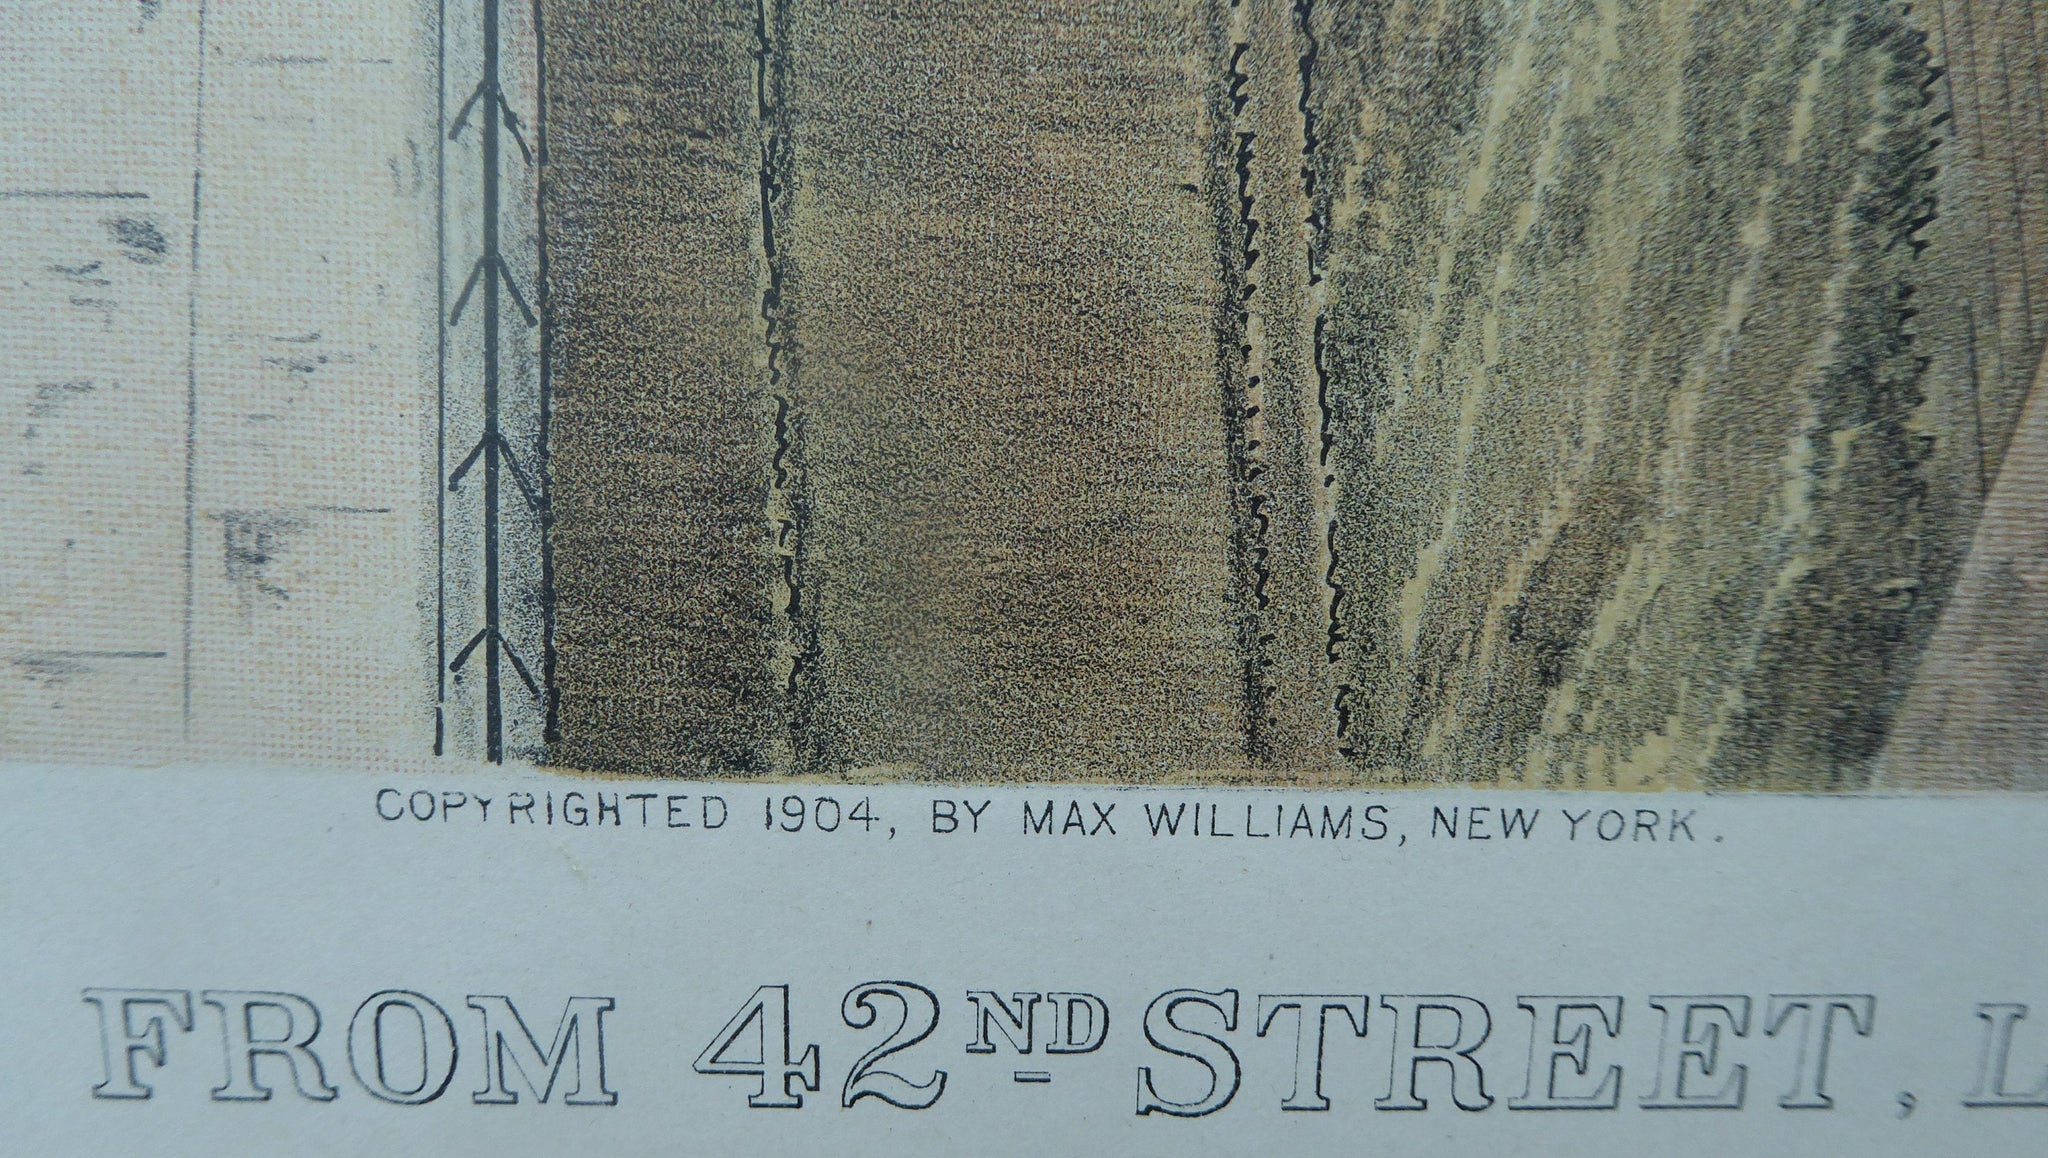 COPYRIGHTED 1904, BY MAX WILLIAMS, NEW YORK.
FROM 42ND STREET, L